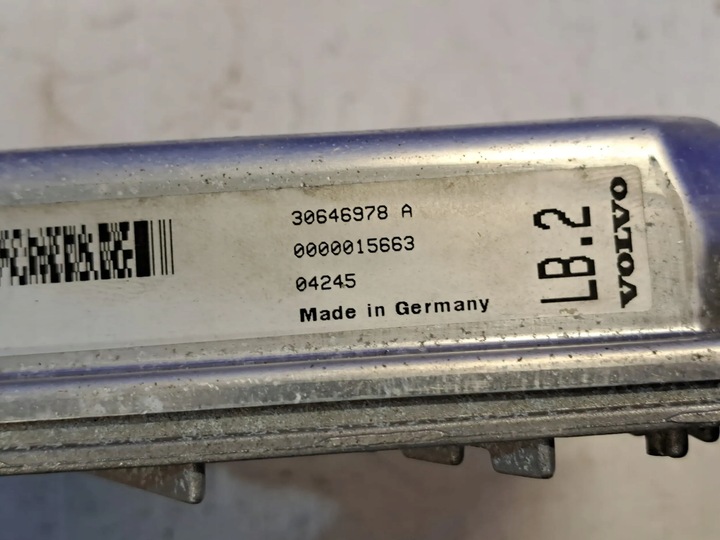 30646978 A
0000015663
04245
Made in Germany
LB.2
VOLVO